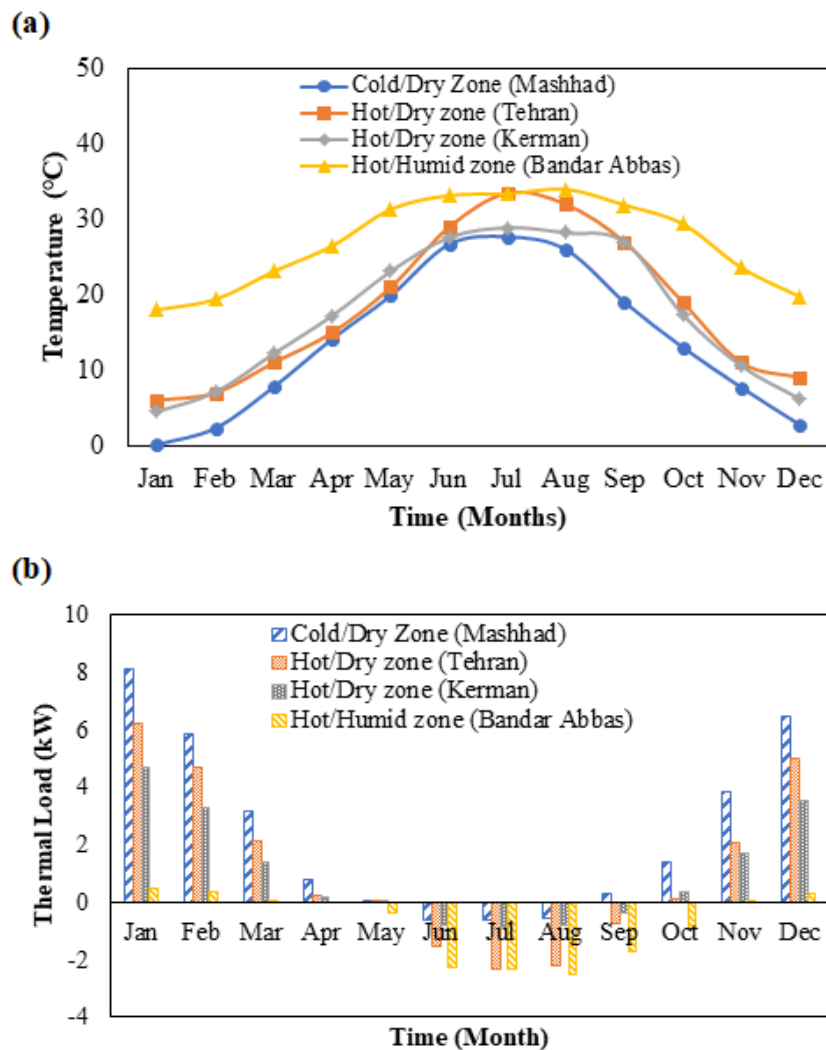 (a)
50
40
30
20
10
0
Temperature (°C)
Cold/Dry Zone (Mashhad)
Hot/Dry zone (Tehran)
Hot/Dry zone (Kerman)
Hot/Humid zone (Bandar Abbas)
Jan Feb Mar Apr May Jun Jul Aug Sep Oct Nov Dec
Time (Months)
(b)
10
8
6
4
2
0
-2
-4
Thermal Load (kW)
Cold/Dry Zone (Mashhad)
Hot/Dry zone (Tehran)
Hot/Dry zone (Kerman)
Hot/Humid zone (Bandar Abbas)
Jan Feb Mar Apr May Jun Jul Aug Sep Oct Nov Dec
Time (Month)